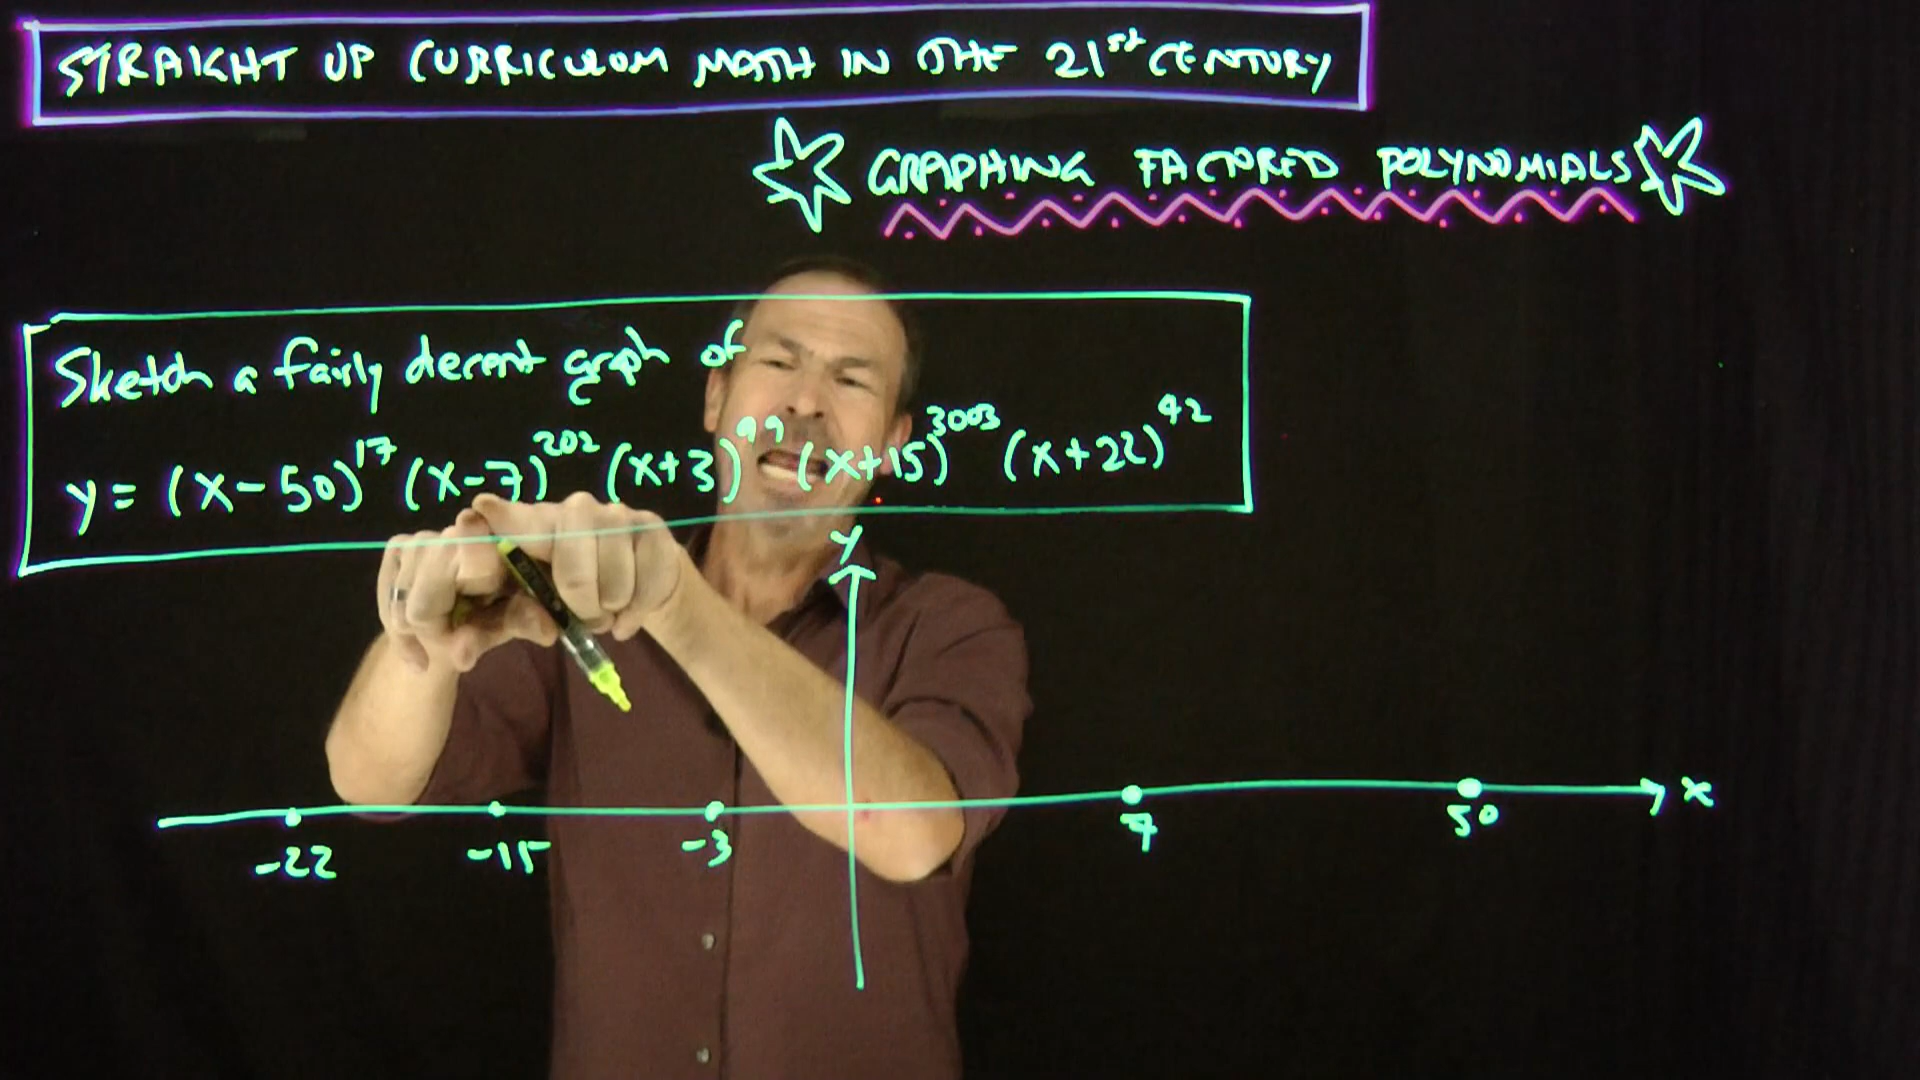 STRAIGHT UP CURRICULUM MATH IN THE 21st CENTURY
GRAPHING FACTORED POLYNOMIALS
Sketch a fairly decent graph of
y = (x-50)^17 (x-7)^202 (x+3)^99 (x+15)^3003 (x+22)^42
y
x
-22 -15 -3 7 50